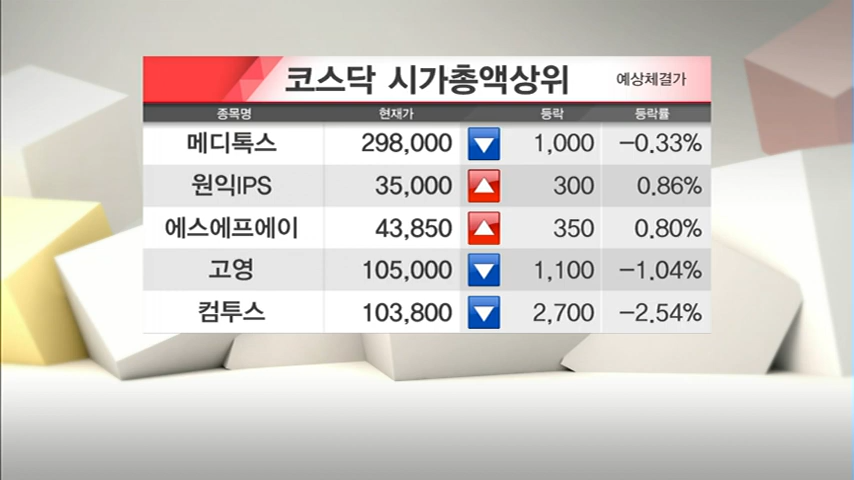 코스닥 시가총액상위 예상체결가
종목명 현재가 등락 등락률
메디톡스 298,000 ▼ 1,000 -0.33%
원익IPS 35,000 ▲ 300 0.86%
에스에프에이 43,850 ▲ 350 0.80%
고영 105,000 ▼ 1,100 -1.04%
컴투스 103,800 ▼ 2,700 -2.54%